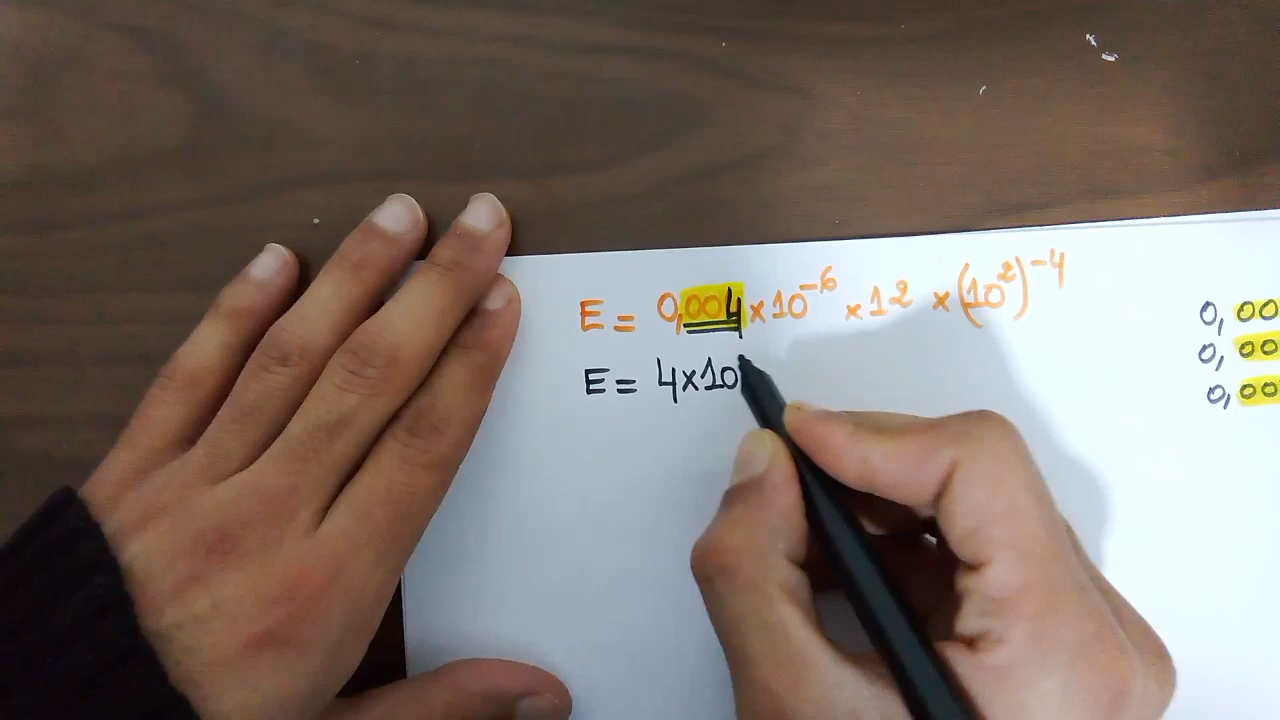 E = 0,004 × 10⁻⁶ × 12 × (10²)⁻⁴
E = 4×10
0, 00
0, 00
0, 00